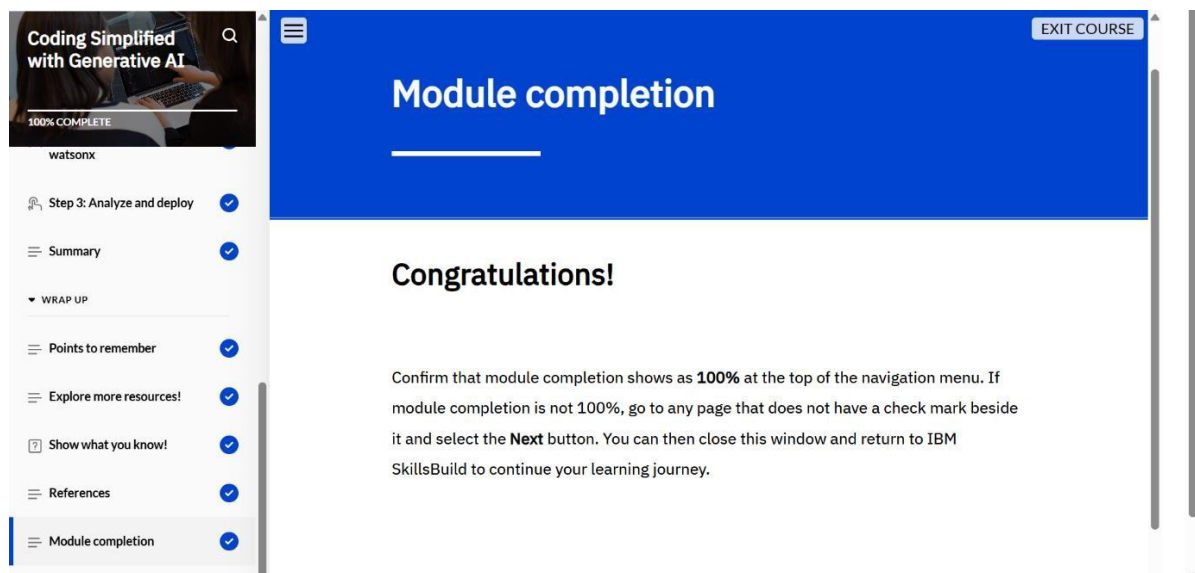 Coding Simplified
with Generative AI
100% COMPLETE
watsonx
Step 3: Analyze and deploy
Summary
WRAP UP
Points to remember
Explore more resources!
Show what you know!
References
Module completion
EXIT COURSE
Module completion
Congratulations!
Confirm that module completion shows as 100% at the top of the navigation menu. If
module completion is not 100%, go to any page that does not have a check mark beside
it and select the Next button. You can then close this window and return to IBM
SkillsBuild to continue your learning journey.